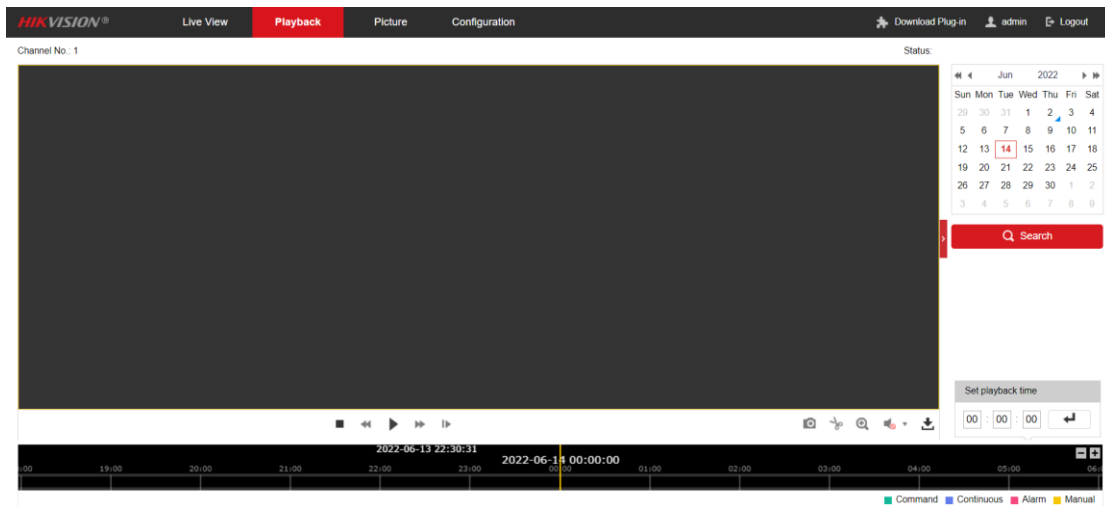 HIKVISION® Live View Playback Picture Configuration Download Plug-in admin Logout
Channel No.: 1 Status:
Jun 2022
Sun Mon Tue Wed Thu Fri Sat
29 30 31 1 2 3 4
5 6 7 8 9 10 11
12 13 14 15 16 17 18
19 20 21 22 23 24 25
26 27 28 29 30 1 2
3 4 5 6 7 8 9
Search
Set playback time
00 : 00 : 00
2022-06-13 22:30:31
2022-06-14 00:00:00
:00 19:00 20:00 21:00 22:00 23:00 00:00 01:00 02:00 03:00 04:00 05:00 06:
Command Continuous Alarm Manual